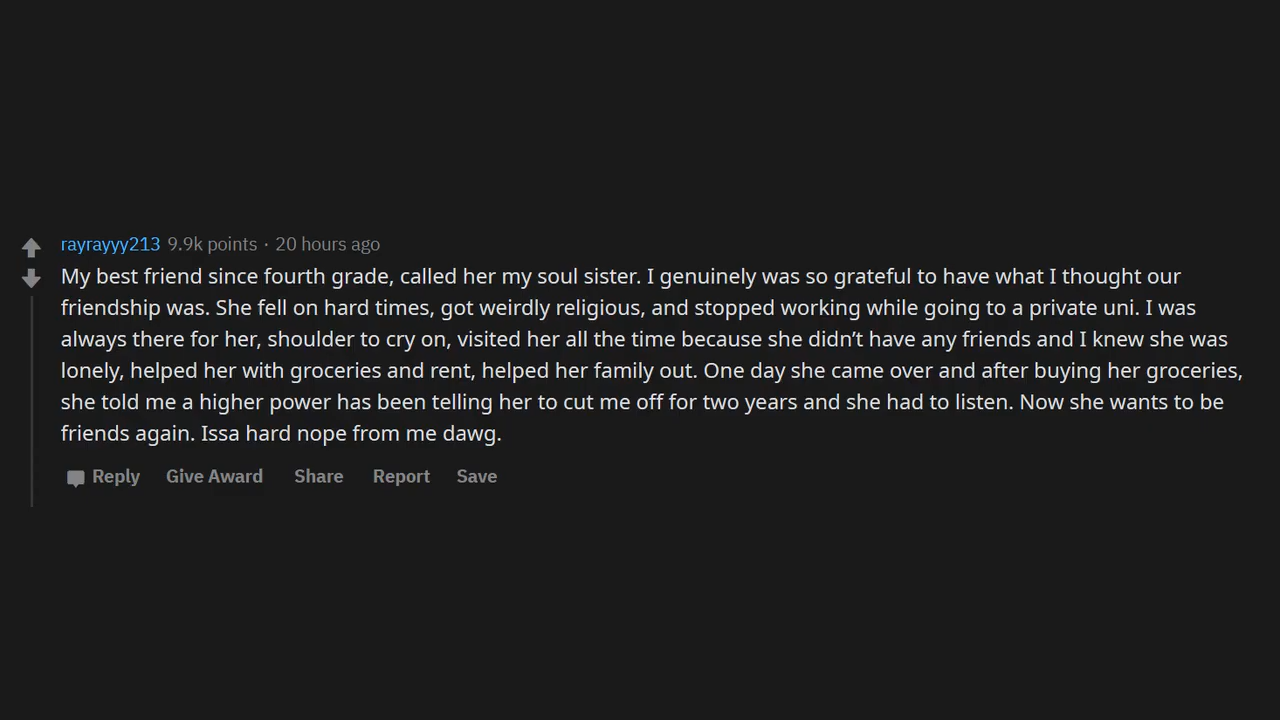 rayrayyy213 9.9k points · 20 hours ago
My best friend since fourth grade, called her my soul sister. I genuinely was so grateful to have what I thought our
friendship was. She fell on hard times, got weirdly religious, and stopped working while going to a private uni. I was
always there for her, shoulder to cry on, visited her all the time because she didn’t have any friends and I knew she was
lonely, helped her with groceries and rent, helped her family out. One day she came over and after buying her groceries,
she told me a higher power has been telling her to cut me off for two years and she had to listen. Now she wants to be
friends again. Issa hard nope from me dawg.
Reply Give Award Share Report Save